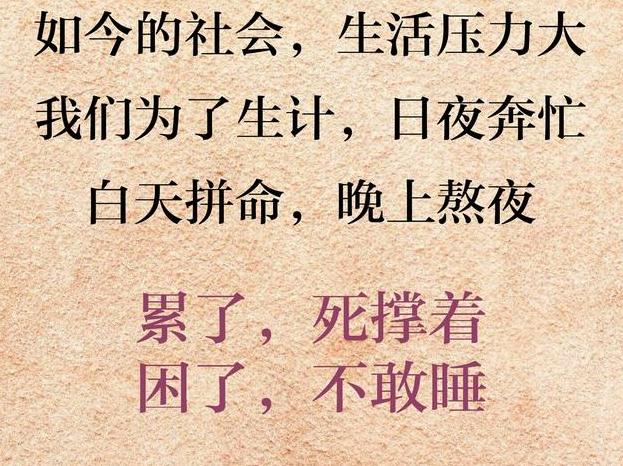 如今的社会，生活压力大
我们为了生计，日夜奔忙
白天拼命，晚上熬夜
累了，死撑着
困了，不敢睡